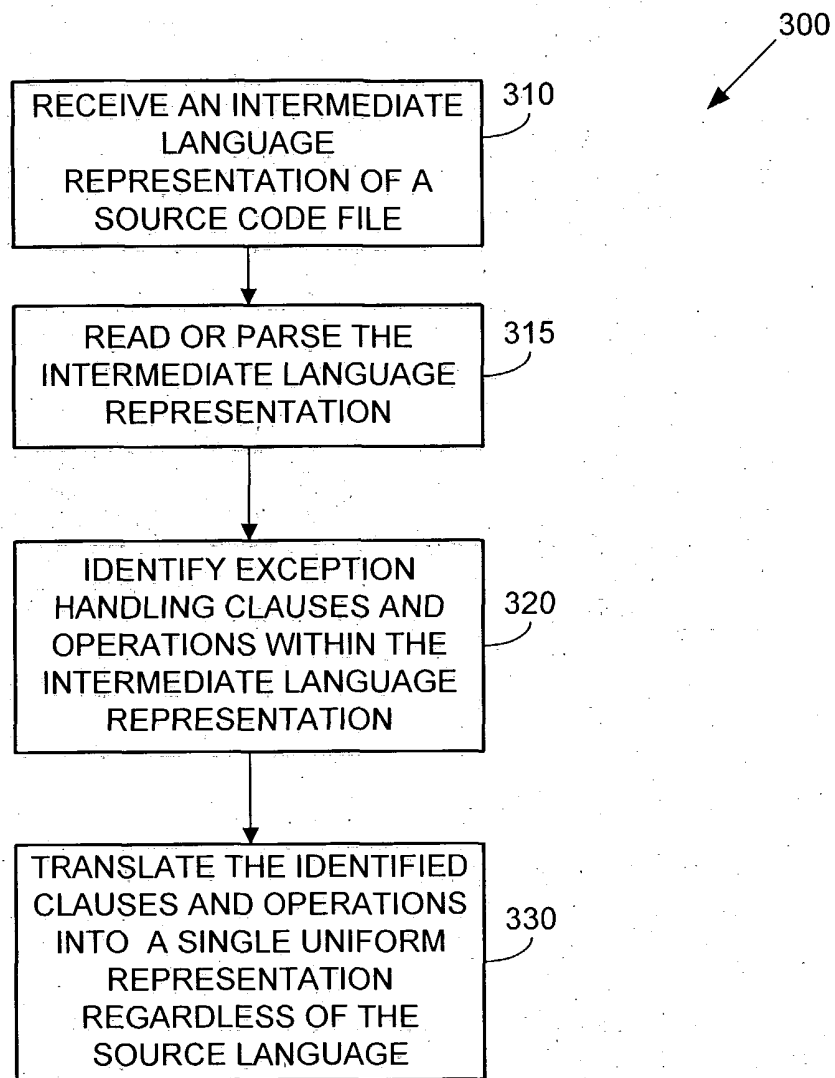 300
RECEIVE AN INTERMEDIATE
LANGUAGE
REPRESENTATION OF A
SOURCE CODE FILE
310
READ OR PARSE THE
INTERMEDIATE LANGUAGE
REPRESENTATION
315
IDENTIFY EXCEPTION
HANDLING CLAUSES AND
OPERATIONS WITHIN THE
INTERMEDIATE LANGUAGE
REPRESENTATION
320
TRANSLATE THE IDENTIFIED
CLAUSES AND OPERATIONS
INTO A SINGLE UNIFORM
REPRESENTATION
REGARDLESS OF THE
SOURCE LANGUAGE
330